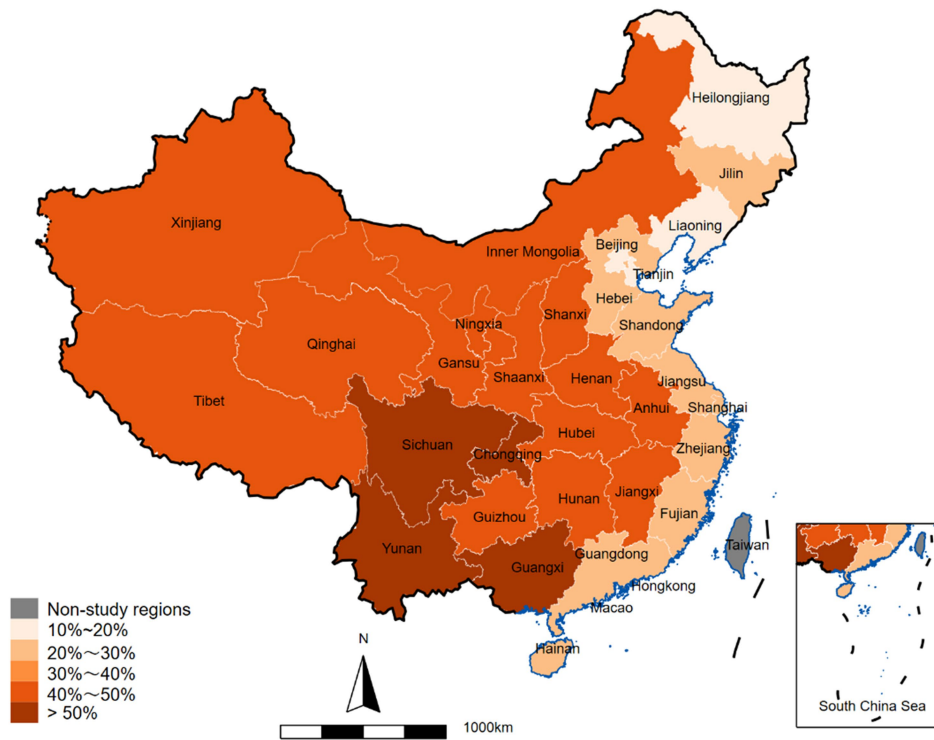 Heilongjiang
Jilin
Liaoning
Xinjiang
Inner Mongolia
Beijing
Tianjin
Hebei
Shanxi
Ningxia
Shandong
Qinghai
Gansu
Shaanxi
Henan
Jiangsu
Tibet
Anhui
Shanghai
Sichuan
Chongqing
Hubei
Zhejiang
Hunan
Jiangxi
Guizhou
Fujian
Yunan
Guangxi
Guangdong
Taiwan
Hongkong
Macao
Hainan
Non-study regions
10%~20%
20%～30%
30%～40%
40%～50%
> 50%
N
1000km
South China Sea